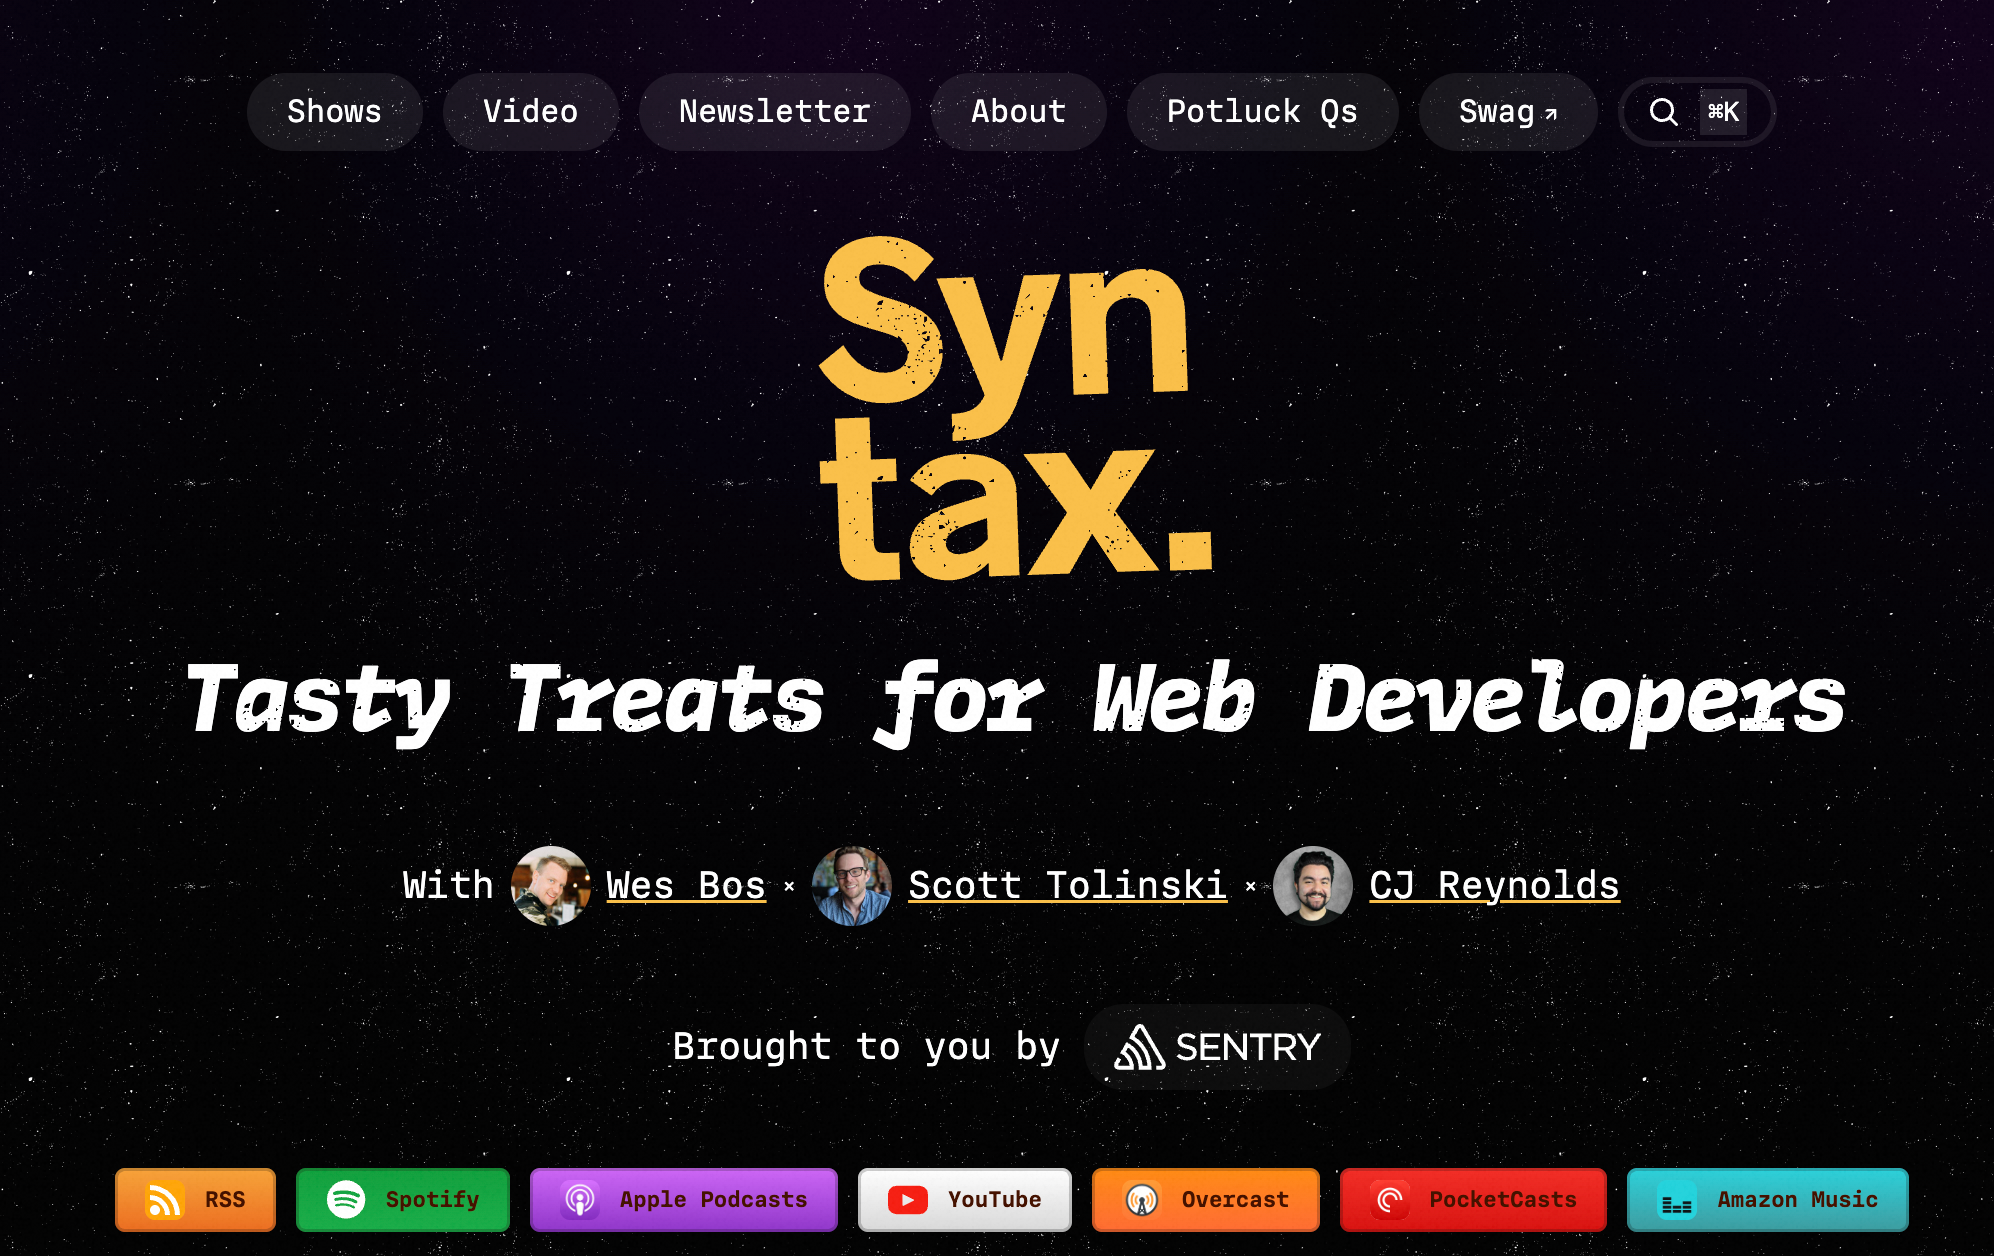 Shows Video Newsletter About Potluck Qs Swag ↗ ⌘K
Syn
tax.
Tasty Treats for Web Developers
With Wes Bos × Scott Tolinski × CJ Reynolds
Brought to you by SENTRY
RSS Spotify Apple Podcasts YouTube Overcast PocketCasts Amazon Music